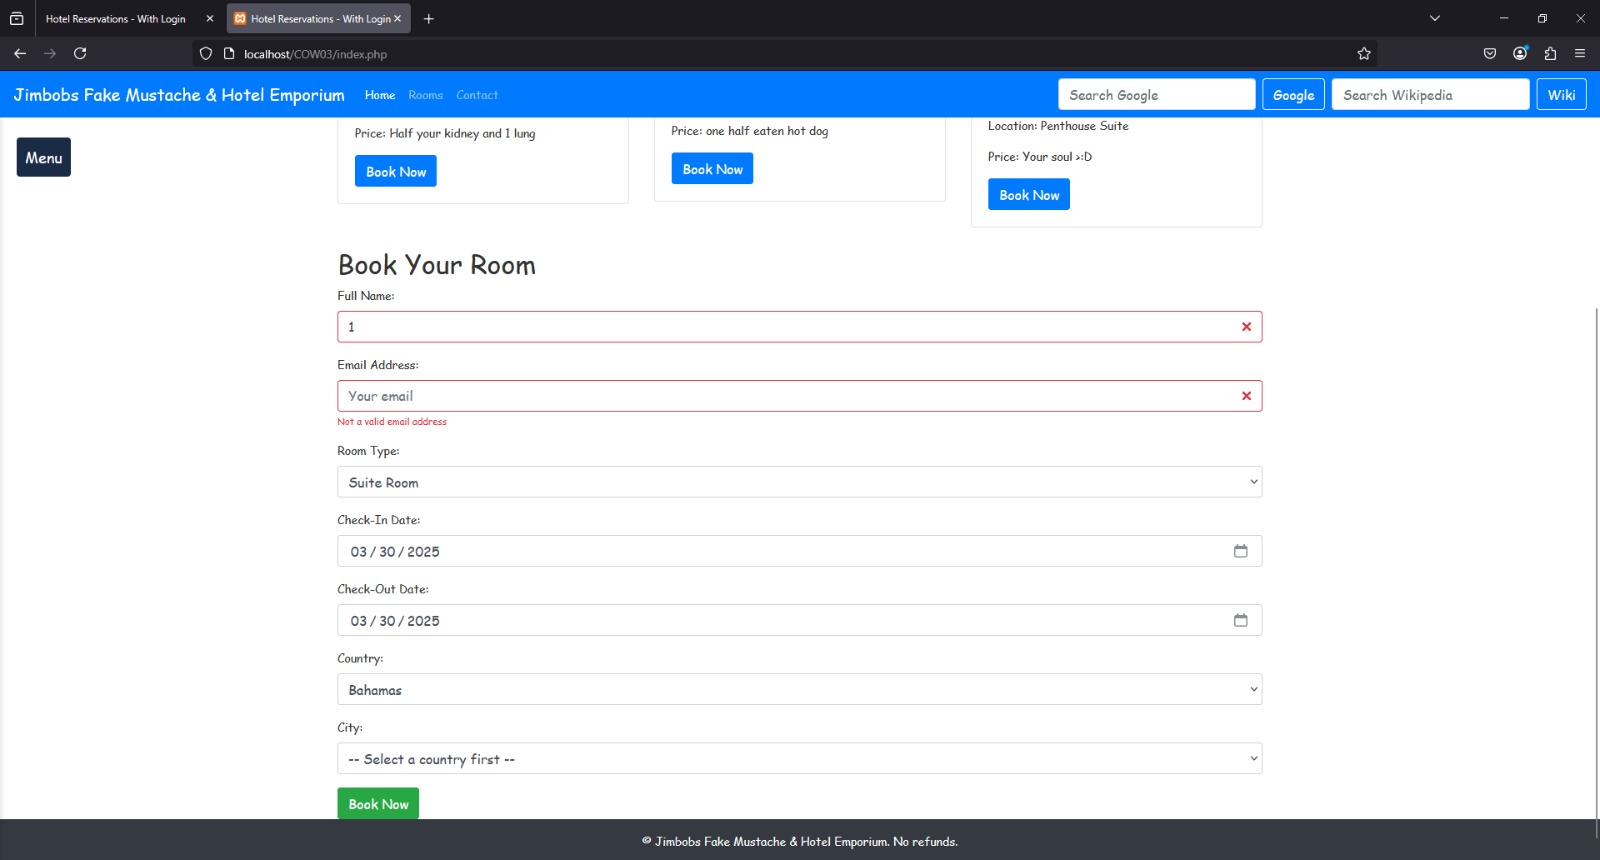 Hotel Reservations - With Login
Hotel Reservations - With Login
localhost/COW03/index.php
Jimbobs Fake Mustache & Hotel Emporium
Home
Rooms
Contact
Search Google
Google
Search Wikipedia
Wiki
Menu
Price: Half your kidney and 1 lung
Book Now
Price: one half eaten hot dog
Book Now
Location: Penthouse Suite
Price: Your soul >:D
Book Now
Book Your Room
Full Name:
1
Email Address:
Your email
Not a valid email address
Room Type:
Suite Room
Check-In Date:
03 / 30 / 2025
Check-Out Date:
03 / 30 / 2025
Country:
Bahamas
City:
-- Select a country first --
Book Now
© Jimbobs Fake Mustache & Hotel Emporium. No refunds.